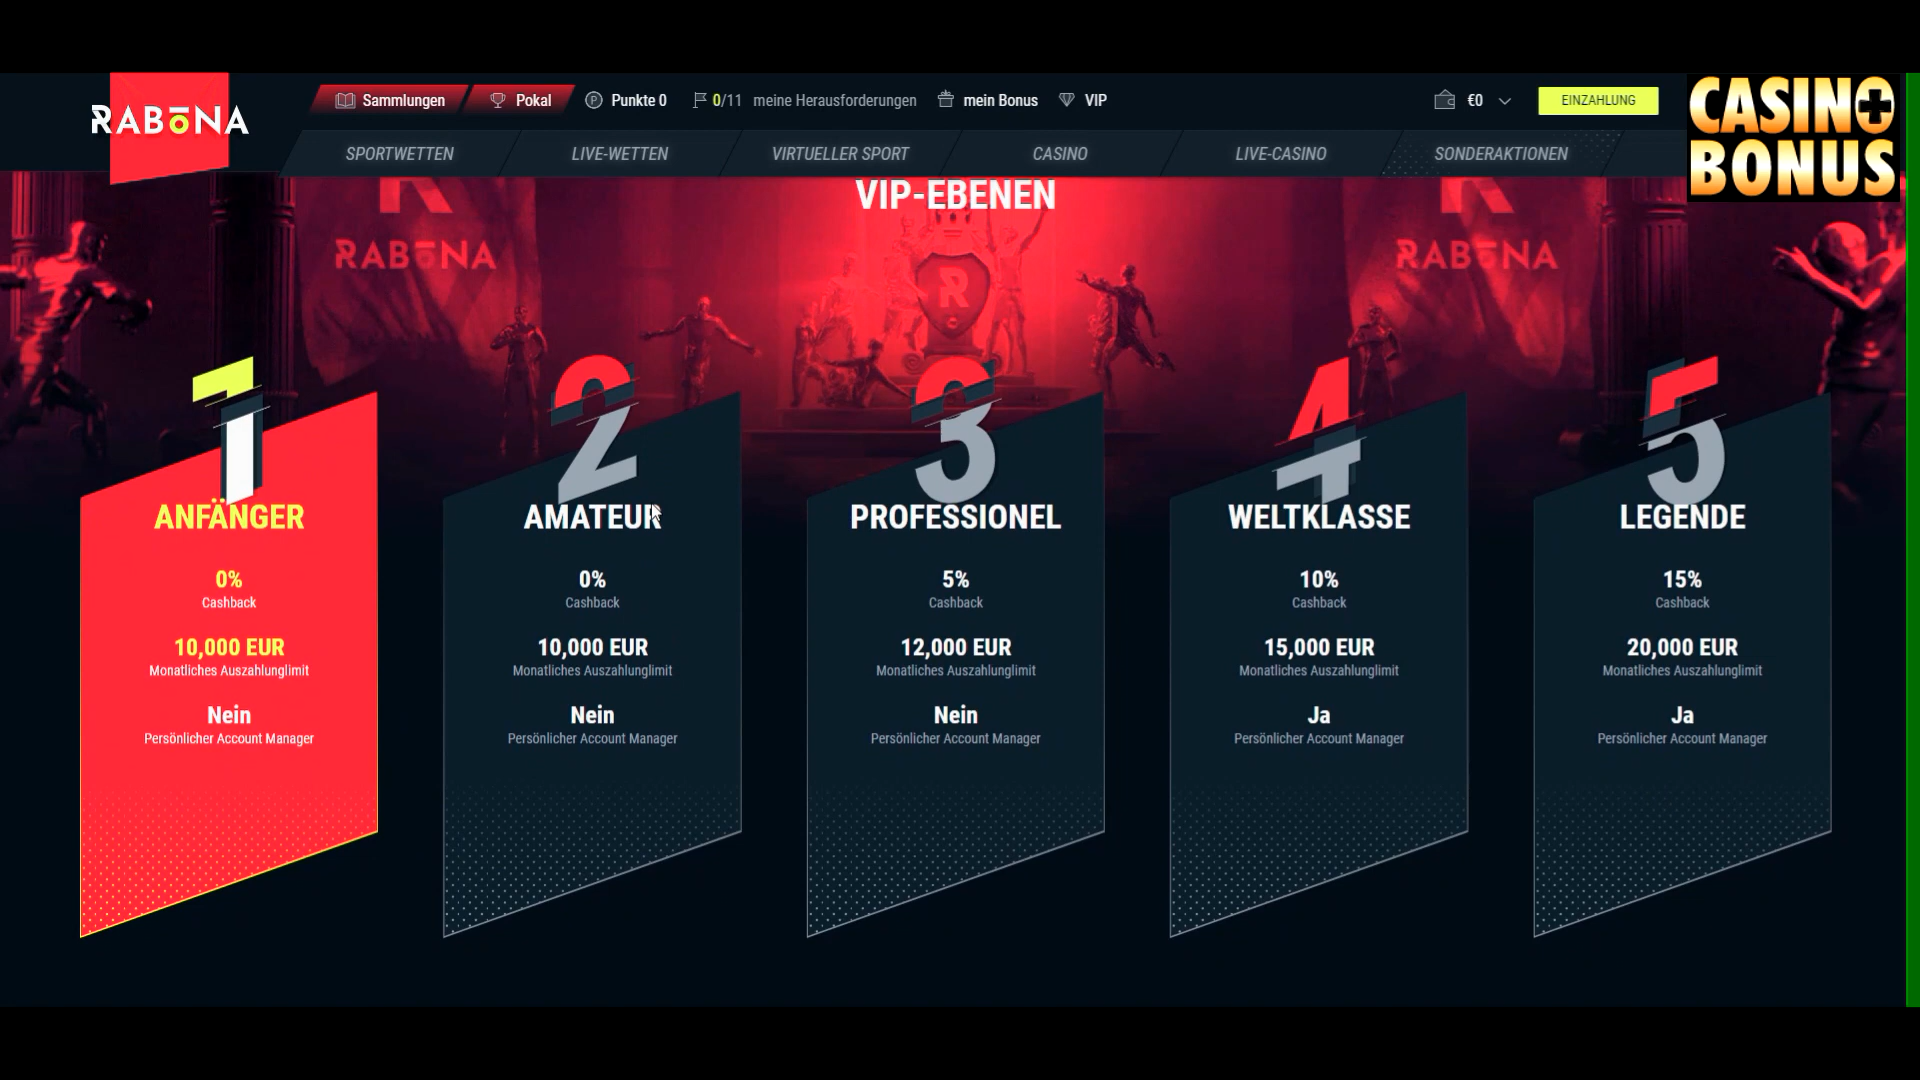 RABONA
Sammlungen
Pokal
Punkte 0
0/11 meine Herausforderungen
mein Bonus
VIP
€0
EINZAHLUNG
CASINO
BONUS
SPORTWETTEN
LIVE-WETTEN
VIRTUELLER SPORT
CASINO
LIVE-CASINO
SONDERAKTIONEN
VIP-EBENEN
R
RABONA
R
R
RABONA
1
ANFÄNGER
0%
Cashback
10,000 EUR
Monatliches Auszahlunglimit
Nein
Persönlicher Account Manager
2
AMATEUR
0%
Cashback
10,000 EUR
Monatliches Auszahlunglimit
Nein
Persönlicher Account Manager
3
PROFESSIONEL
5%
Cashback
12,000 EUR
Monatliches Auszahlunglimit
Nein
Persönlicher Account Manager
4
WELTKLASSE
10%
Cashback
15,000 EUR
Monatliches Auszahlunglimit
Ja
Persönlicher Account Manager
5
LEGENDE
15%
Cashback
20,000 EUR
Monatliches Auszahlunglimit
Ja
Persönlicher Account Manager